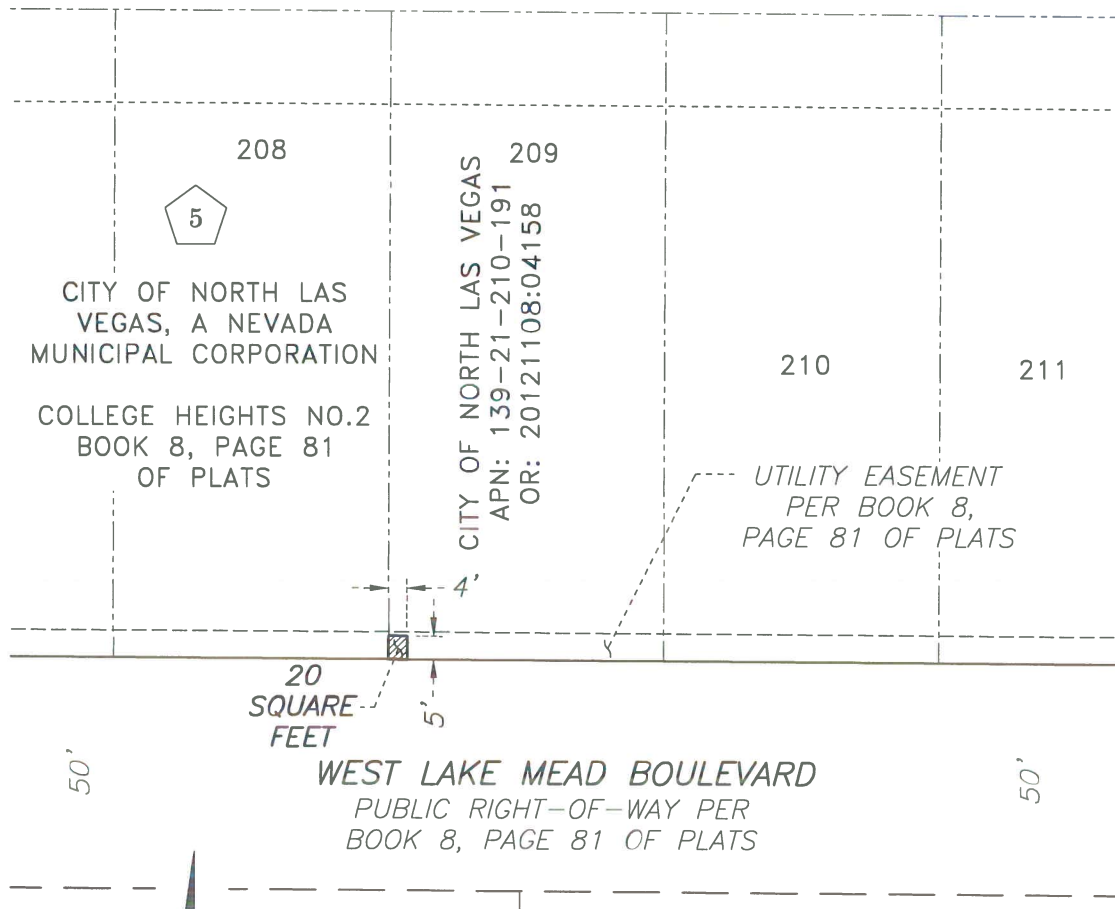 208
209
5
CITY OF NORTH LAS
VEGAS, A NEVADA
MUNICIPAL CORPORATION
COLLEGE HEIGHTS NO.2
BOOK 8, PAGE 81
OF PLATS
CITY OF NORTH LAS VEGAS
APN: 139-21-210-191
OR: 20121108:04158
210
211
UTILITY EASEMENT
PER BOOK 8,
PAGE 81 OF PLATS
4'
20
SQUARE
FEET
5'
50'
WEST LAKE MEAD BOULEVARD
PUBLIC RIGHT-OF-WAY PER
BOOK 8, PAGE 81 OF PLATS
50'